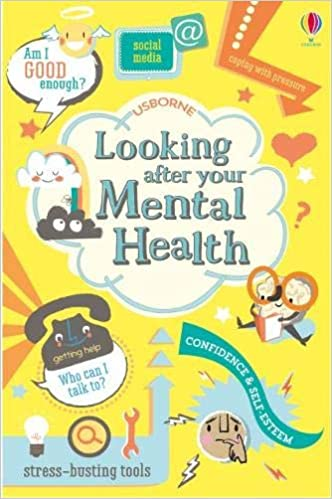 Am I
GOOD
enough?
social
media
@
coping with pressure
USBORNE
USBORNE
Looking
after your
Mental
Health
?
getting help
Who can I
talk to?
CONFIDENCE & SELF-ESTEEM
stress-busting tools